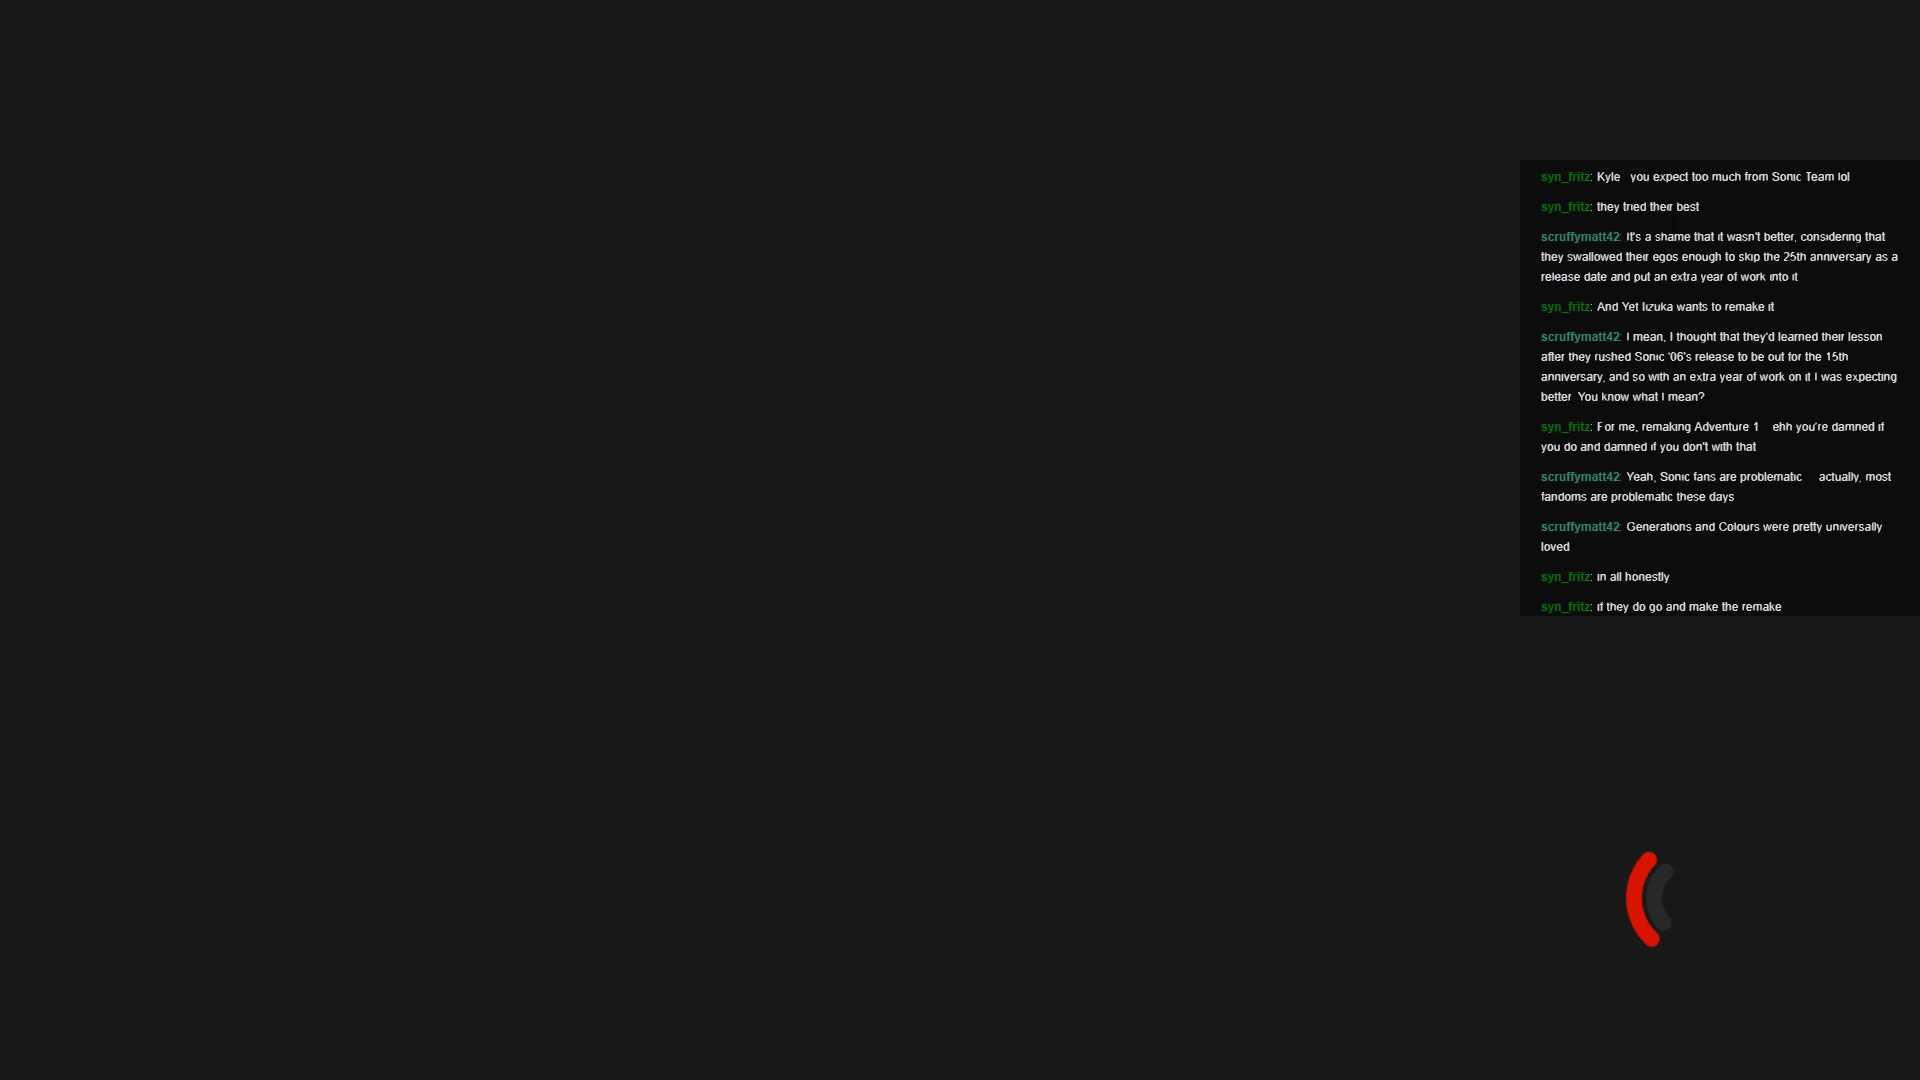 syn_fritz: Kyle you expect too much from Sonic Team lol
syn_fritz: they tried their best
scruffymatt42: It's a shame that it wasn't better, considering that
they swallowed their egos enough to skip the 25th anniversary as a
release date and put an extra year of work into it
syn_fritz: And Yet Iizuka wants to remake it
scruffymatt42: I mean, I thought that they'd learned their lesson
after they rushed Sonic '06's release to be out for the 15th
anniversary, and so with an extra year of work on it I was expecting
better You know what I mean?
syn_fritz: For me, remaking Adventure 1 ehh you're damned if
you do and damned if you don't with that
scruffymatt42: Yeah, Sonic fans are problematic actually, most
fandoms are problematic these days
scruffymatt42: Generations and Colours were pretty universally
loved
syn_fritz: in all honestly
syn_fritz: if they do go and make the remake